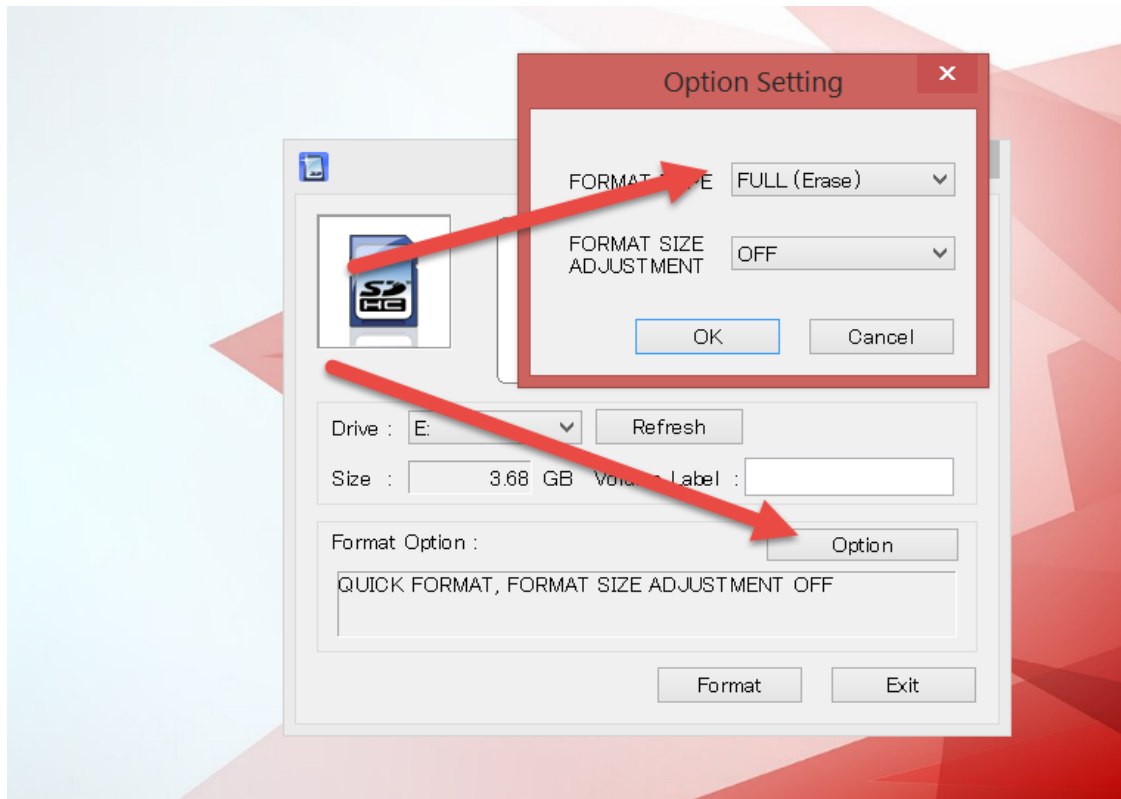 Option Setting
FORMAT FULL (Erase)
FORMAT SIZE
ADJUSTMENT OFF
OK Cancel
SD
HC
Drive : E: Refresh
Size : 3.68 GB Label :
Format Option : Option
QUICK FORMAT, FORMAT SIZE ADJUSTMENT OFF
Format Exit